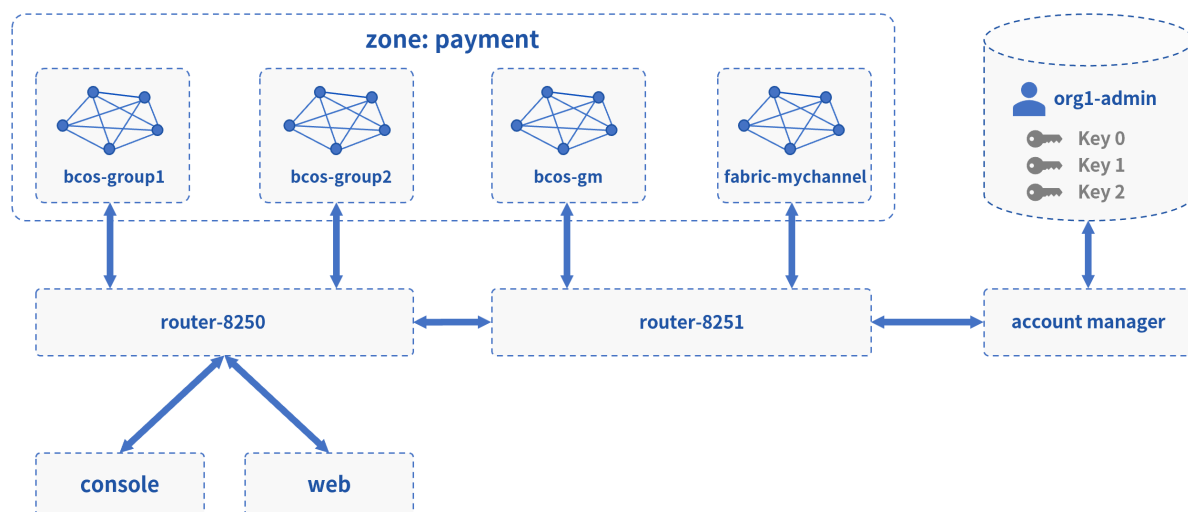 zone: payment
bcos-group1
bcos-group2
bcos-gm
fabric-mychannel
org1-admin
Key 0
Key 1
Key 2
router-8250
router-8251
account manager
console
web